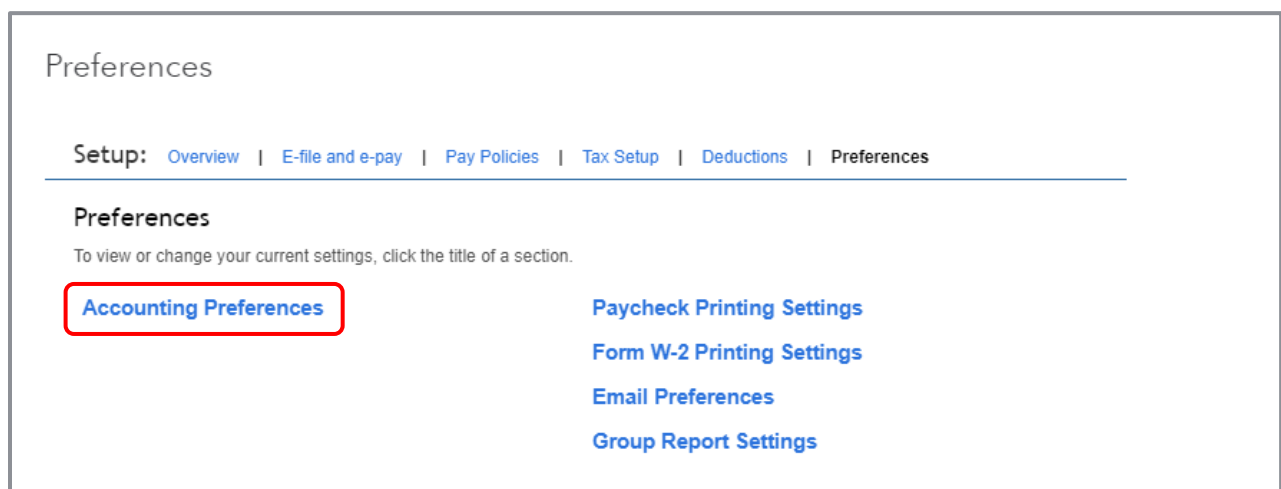 Preferences
Setup: Overview | E-file and e-pay | Pay Policies | Tax Setup | Deductions | Preferences
Preferences
To view or change your current settings, click the title of a section.
Accounting Preferences
Paycheck Printing Settings
Form W-2 Printing Settings
Email Preferences
Group Report Settings